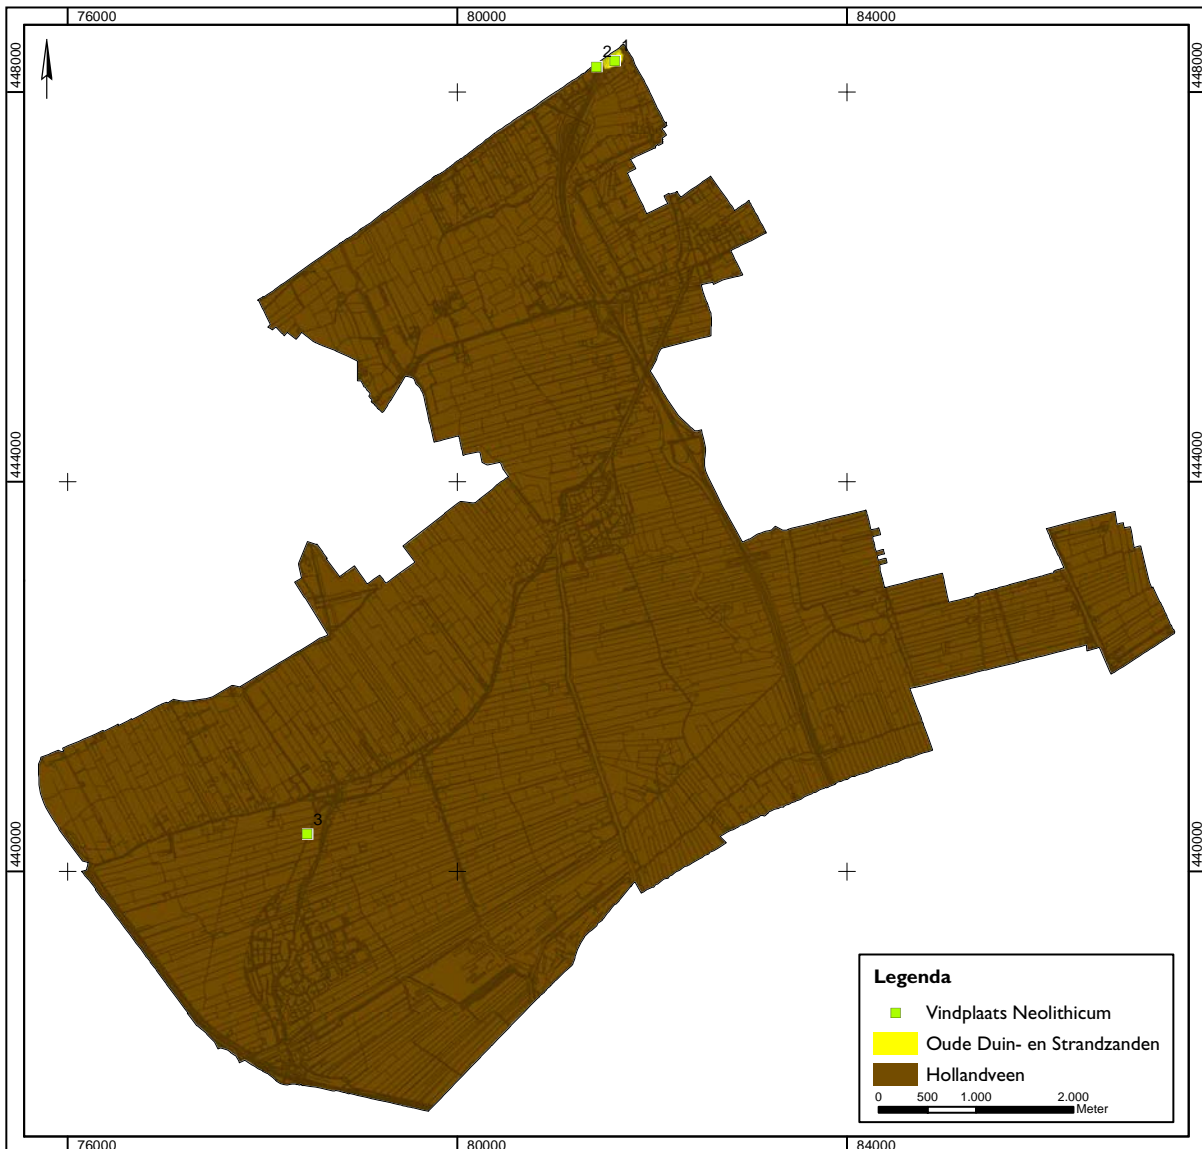 76000 80000 84000
448000 448000
2 1
444000 444000
3
440000 440000
Legenda
Vindplaats Neolithicum
Oude Duin- en Strandzanden
Hollandveen
0 500 1.000 2.000
Meter
76000 80000 84000